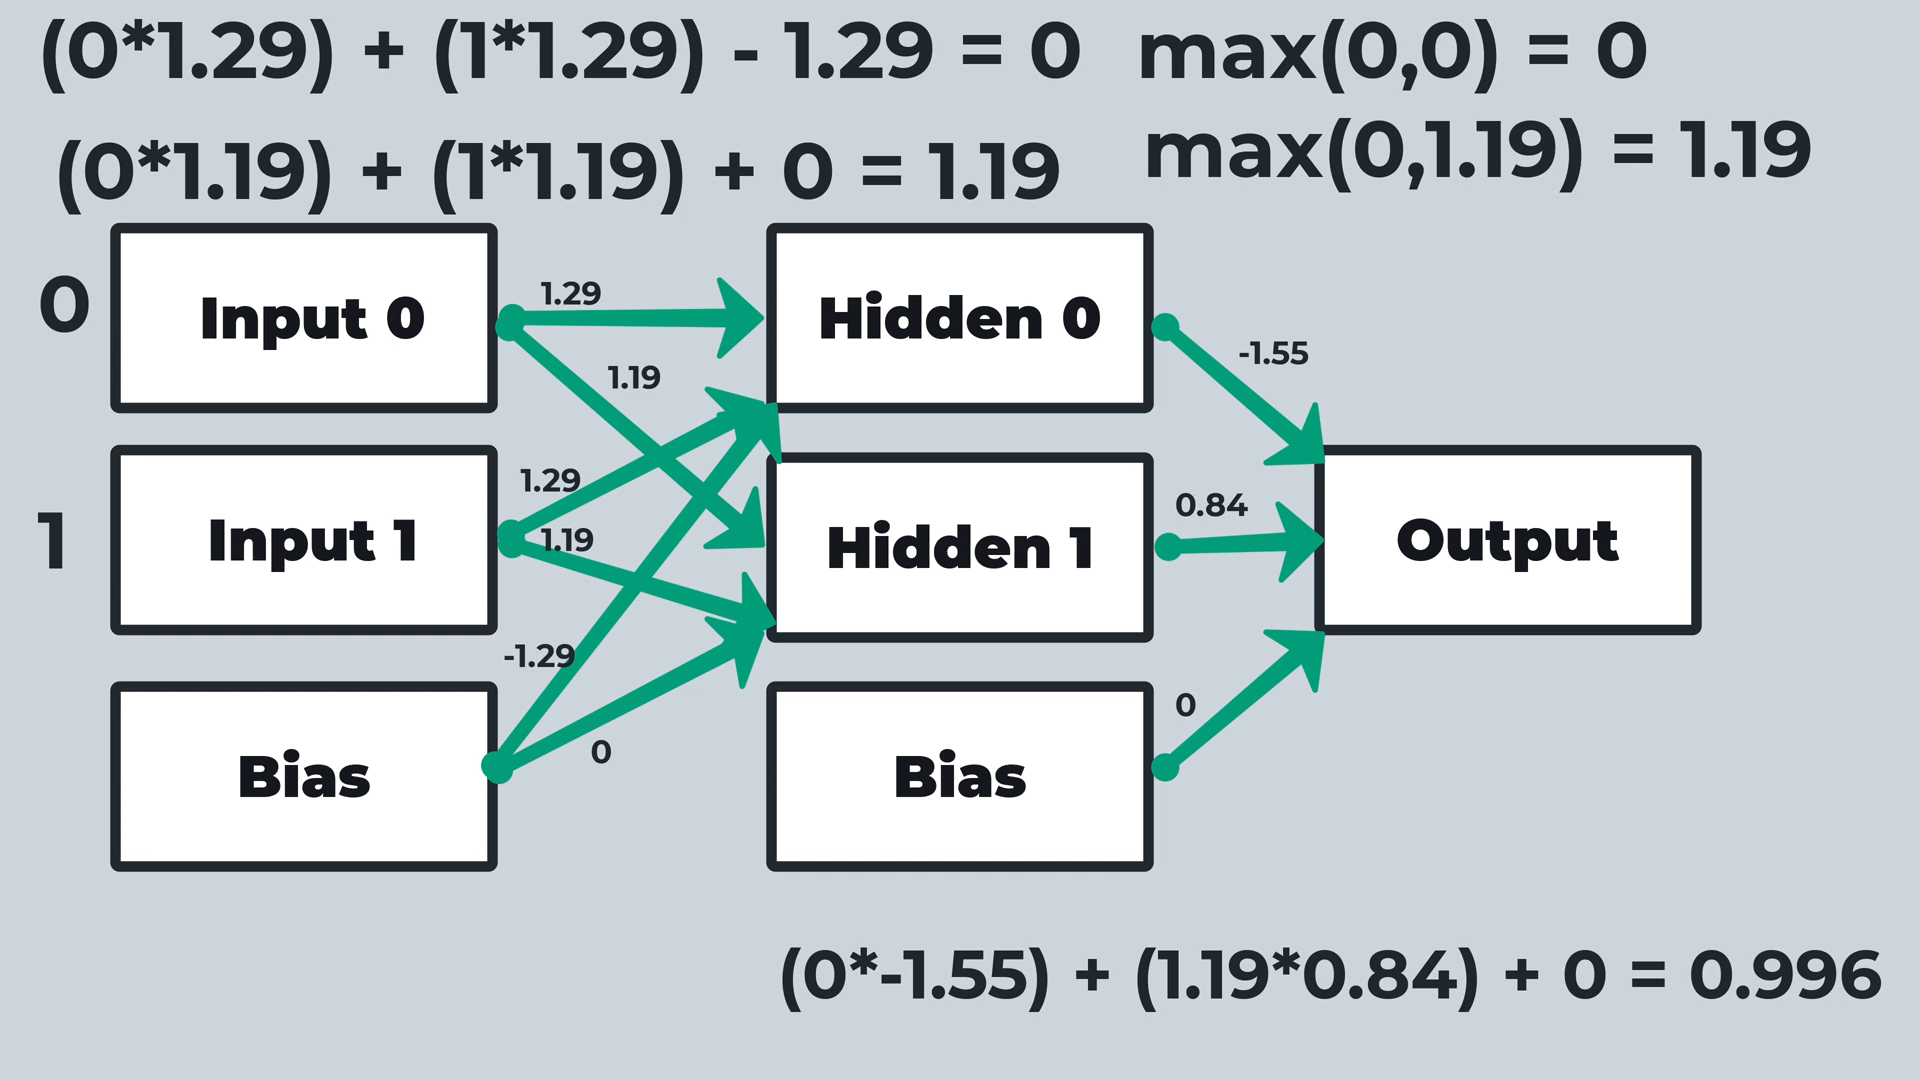 (0*1.29) + (1*1.29) - 1.29 = 0
max(0,0) = 0
(0*1.19) + (1*1.19) + 0 = 1.19
max(0,1.19) = 1.19
0
Input 0
1.29
1.19
Hidden 0
-1.55
1
Input 1
1.29
1.19
Hidden 1
0.84
Output
Bias
-1.29
0
Bias
0
(0*-1.55) + (1.19*0.84) + 0 = 0.996